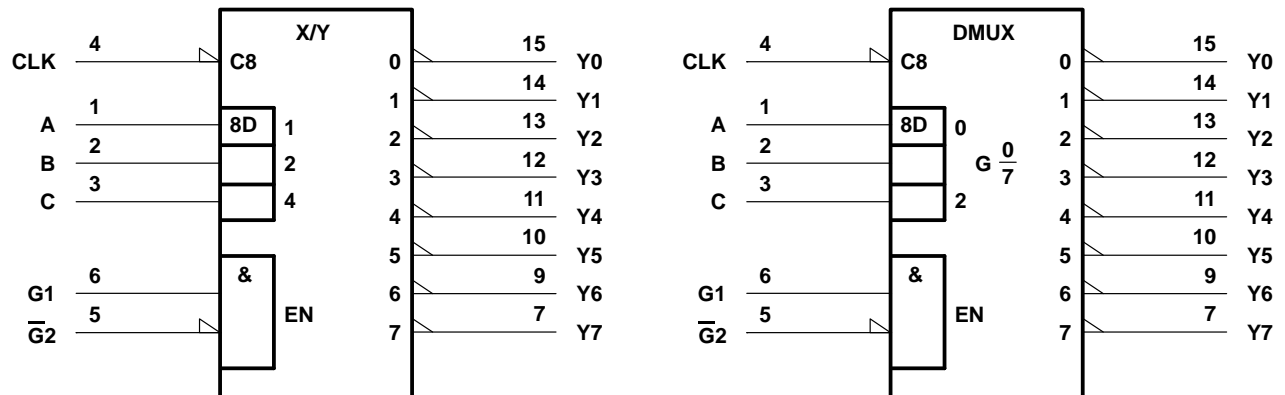 X/Y
CLK 4 C8 0 15 Y0
1 14 Y1
A 1 8D 1 2 13 Y2
B 2 2 3 12 Y3
C 3 4 4 11 Y4
5 10 Y5
&
G1 6 6 9 Y6
EN
G2 5 7 7 Y7
DMUX
CLK 4 C8 0 15 Y0
1 14 Y1
A 1 8D 0 2 13 Y2
B 2 G 0/7 3 12 Y3
C 3 2 4 11 Y4
5 10 Y5
&
G1 6 6 9 Y6
EN
G2 5 7 7 Y7